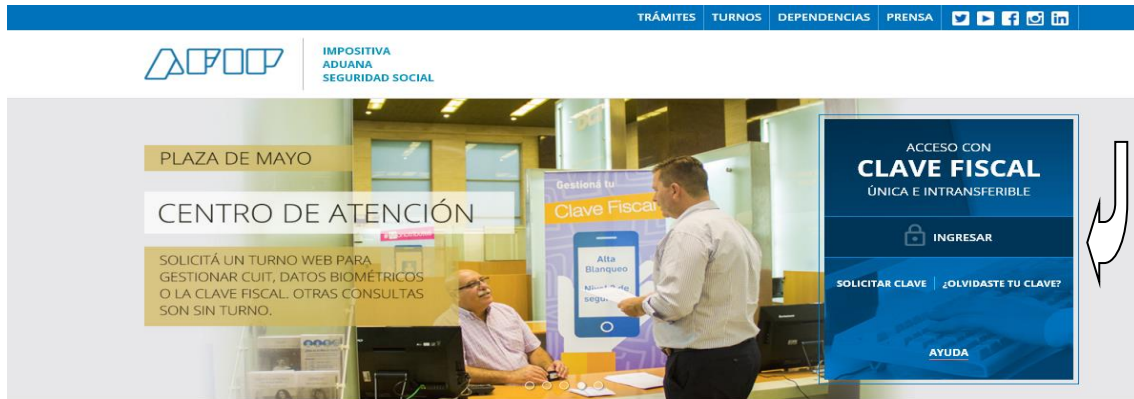 TRÁMITES TURNOS DEPENDENCIAS PRENSA
AFIP
IMPOSITIVA
ADUANA
SEGURIDAD SOCIAL
PLAZA DE MAYO
CENTRO DE ATENCIÓN
SOLICITÁ UN TURNO WEB PARA
GESTIONAR CUIT, DATOS BIOMÉTRICOS
O LA CLAVE FISCAL. OTRAS CONSULTAS
SON SIN TURNO.
Gestioná tu
Clave Fiscal
Alta
Blanqueo
ACCESO CON
CLAVE FISCAL
ÚNICA E INTRANSFERIBLE
INGRESAR
SOLICITAR CLAVE ¿OLVIDASTE TU CLAVE?
AYUDA